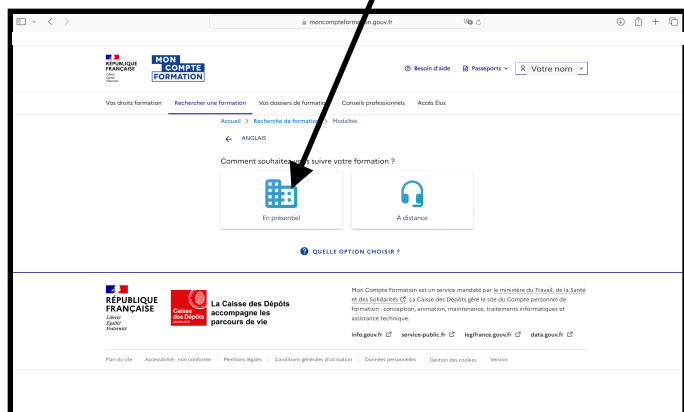 moncompteformation.gouv.fr
RÉPUBLIQUE
FRANÇAISE
Liberté
Égalité
Fraternité
MON
COMPTE
FORMATION
Besoin d'aide
Passeports
Votre nom
Vos droits formation
Rechercher une formation
Vos dossiers de formation
Conseils professionnels
Accès Élus
Accueil > Recherche de formation > Modalités
ANGLAIS
Comment souhaitez-vous suivre votre formation ?
En présentiel
À distance
QUELLE OPTION CHOISIR ?
RÉPUBLIQUE
FRANÇAISE
Liberté
Égalité
Fraternité
Caisse
des Dépôts
GROUPE
La Caisse des Dépôts
accompagne les
parcours de vie
Mon Compte Formation est un service mandaté par le ministère du Travail, de la Santé
et des Solidarités. La Caisse des Dépôts gère le site du Compte personnel de
formation : conception, animation, maintenance, traitements informatiques et
assistance technique.
info.gouv.fr
service-public.fr
legifrance.gouv.fr
data.gouv.fr
Plan du site
Accessibilité : non conforme
Mentions légales
Conditions générales d'utilisation
Données personnelles
Gestion des cookies
Version